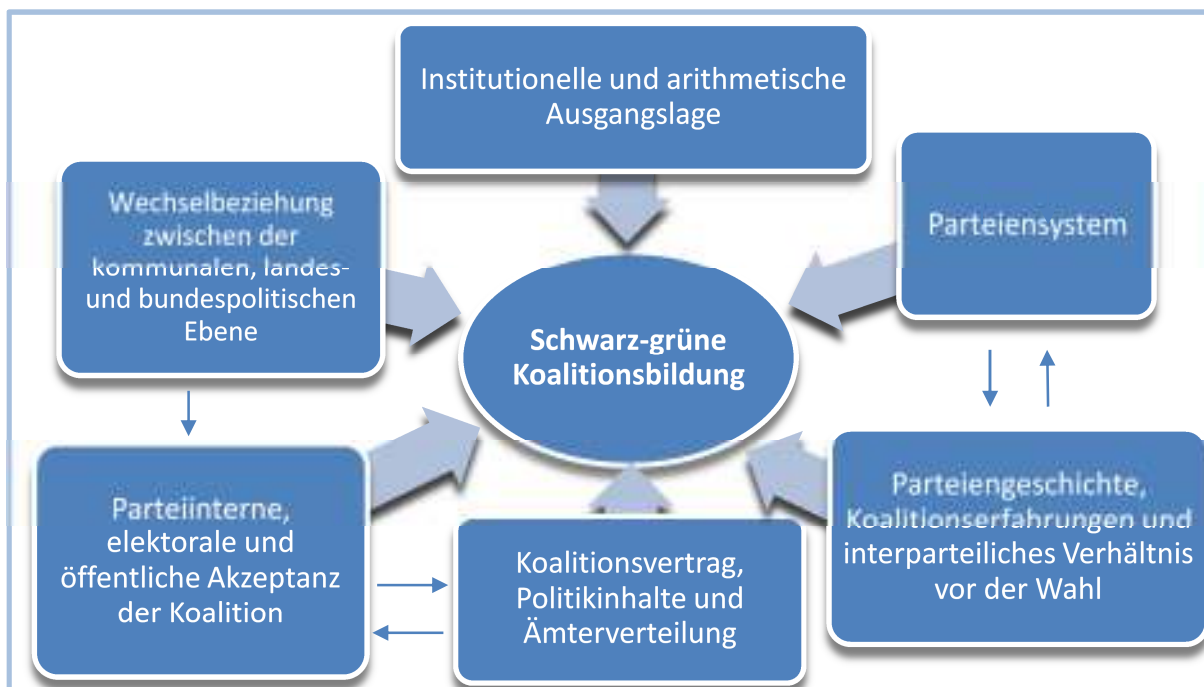 Institutionelle und arithmetische
Ausgangslage
Wechselbeziehung
zwischen der
kommunalen, landes-
und bundespolitischen
Ebene
Parteiensystem
Schwarz-grüne
Koalitionsbildung
Parteiinterne,
elektorale und
öffentliche Akzeptanz
der Koalition
Koalitionsvertrag,
Politikinhalte und
Ämterverteilung
Parteiengeschichte,
Koalitionserfahrungen und
interparteiliches Verhältnis
vor der Wahl